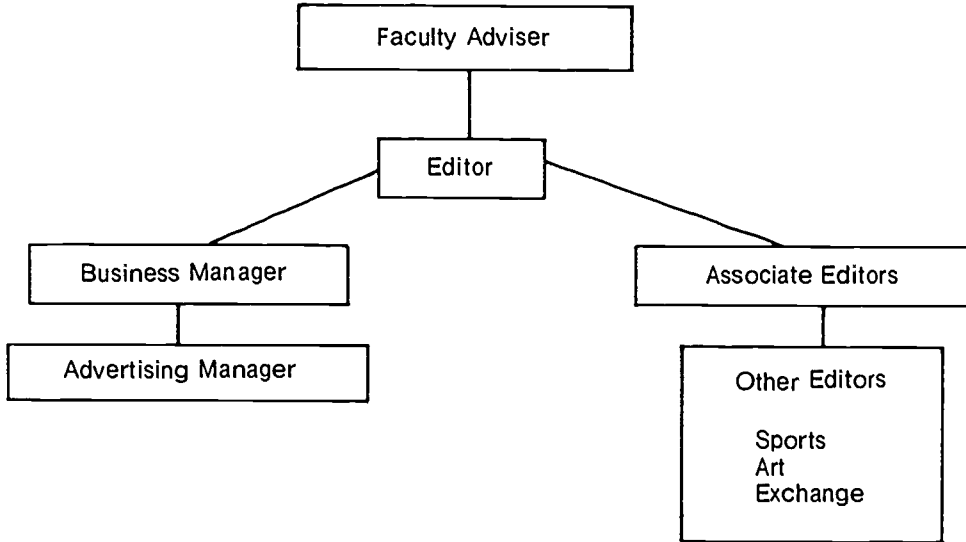 Faculty Adviser
Editor
Business Manager
Associate Editors
Advertising Manager
Other Editors
Sports
Art
Exchange